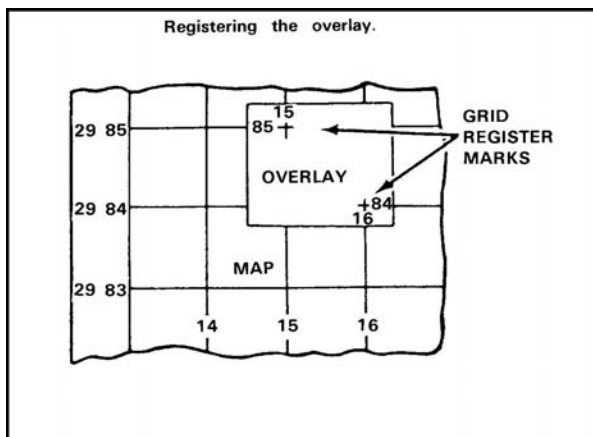 Registering the overlay.
15
29 85
85
GRID
REGISTER
MARKS
OVERLAY
29 84
84
16
MAP
29 83
14 15 16